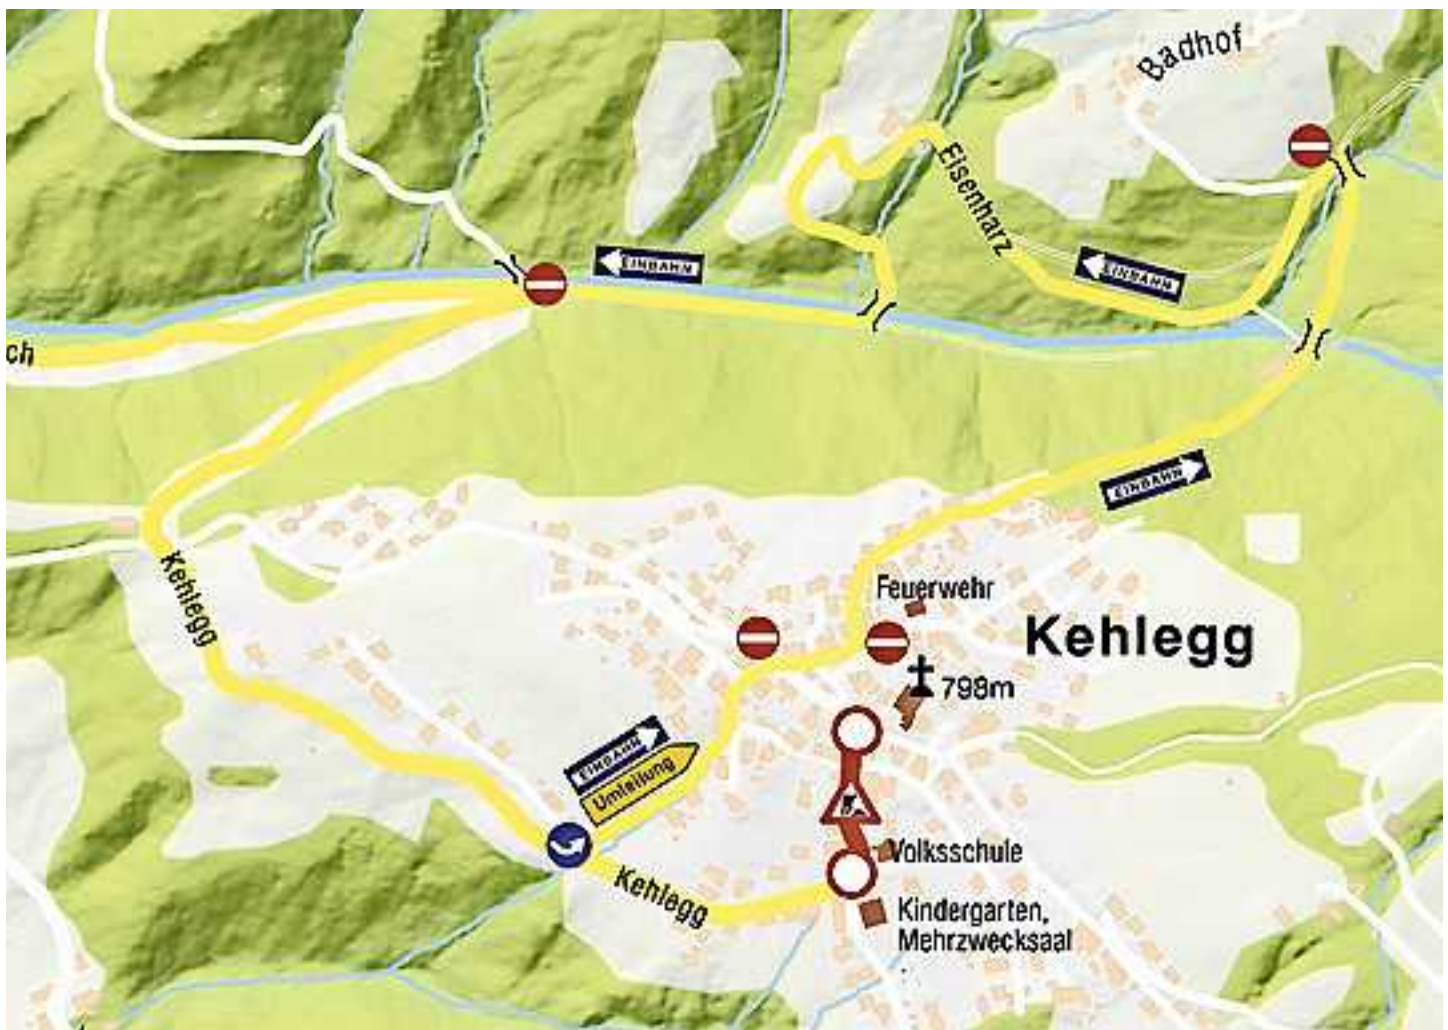 Badhof
Eisenharz
EINBAHN
EINBAHN
ch
EINBAHN
Kehlegg
Feuerwehr
Kehlegg
798m
EINBAHN
Umleitung
Volksschule
Kehlegg
Kindergarten,
Mehrzwecksaal